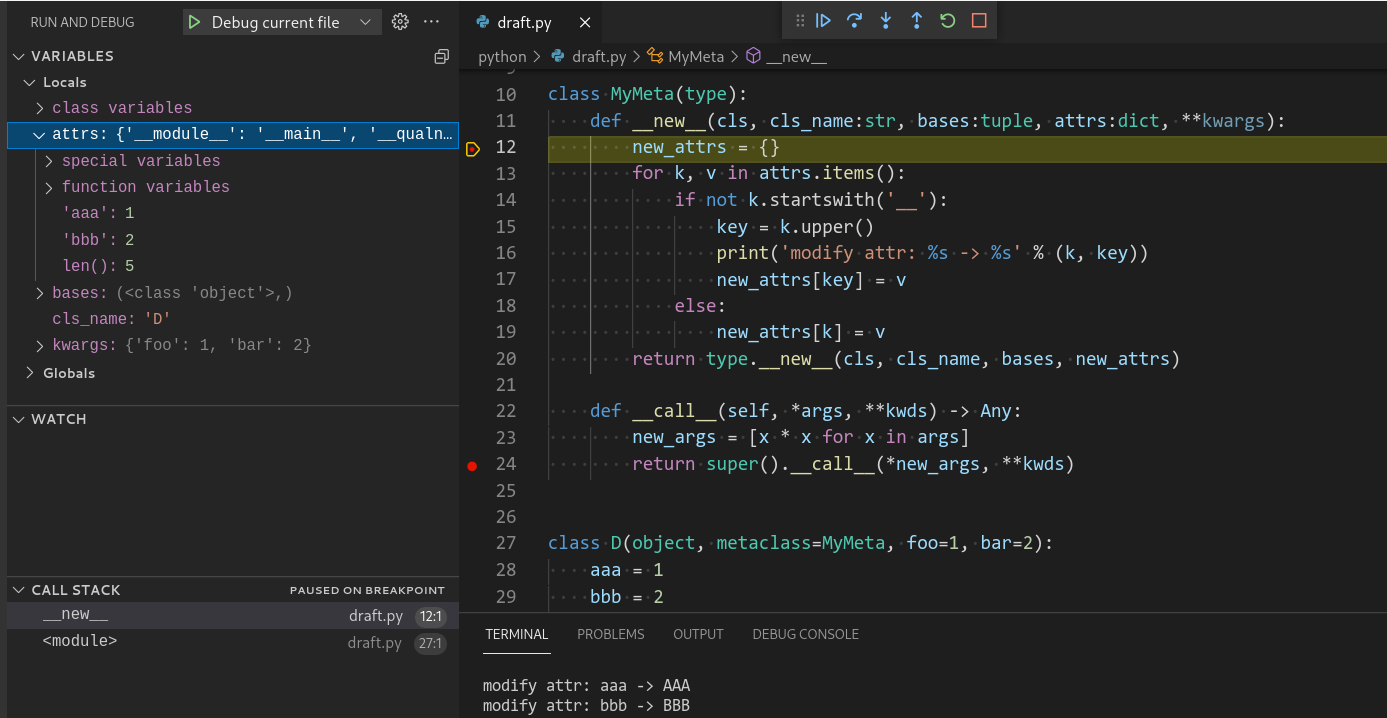 RUN AND DEBUG
Debug current file
VARIABLES
Locals
class variables
attrs: {'__module__': '__main__', '__qualn…
special variables
function variables
'aaa': 1
'bbb': 2
len(): 5
bases: (<class 'object'>,)
cls_name: 'D'
kwargs: {'foo': 1, 'bar': 2}
Globals
WATCH
CALL STACK
PAUSED ON BREAKPOINT
__new__ draft.py 12:1
<module> draft.py 27:1
draft.py
python > draft.py > MyMeta > __new__
10 class MyMeta(type):
11     def __new__(cls, cls_name:str, bases:tuple, attrs:dict, **kwargs):
12         new_attrs = {}
13         for k, v in attrs.items():
14             if not k.startswith('__'):
15                 key = k.upper()
16                 print('modify attr: %s -> %s' % (k, key))
17                 new_attrs[key] = v
18             else:
19                 new_attrs[k] = v
20         return type.__new__(cls, cls_name, bases, new_attrs)
21
22     def __call__(self, *args, **kwds) -> Any:
23         new_args = [x * x for x in args]
24         return super().__call__(*new_args, **kwds)
25
26
27 class D(object, metaclass=MyMeta, foo=1, bar=2):
28     aaa = 1
29     bbb = 2
TERMINAL PROBLEMS OUTPUT DEBUG CONSOLE
modify attr: aaa -> AAA
modify attr: bbb -> BBB